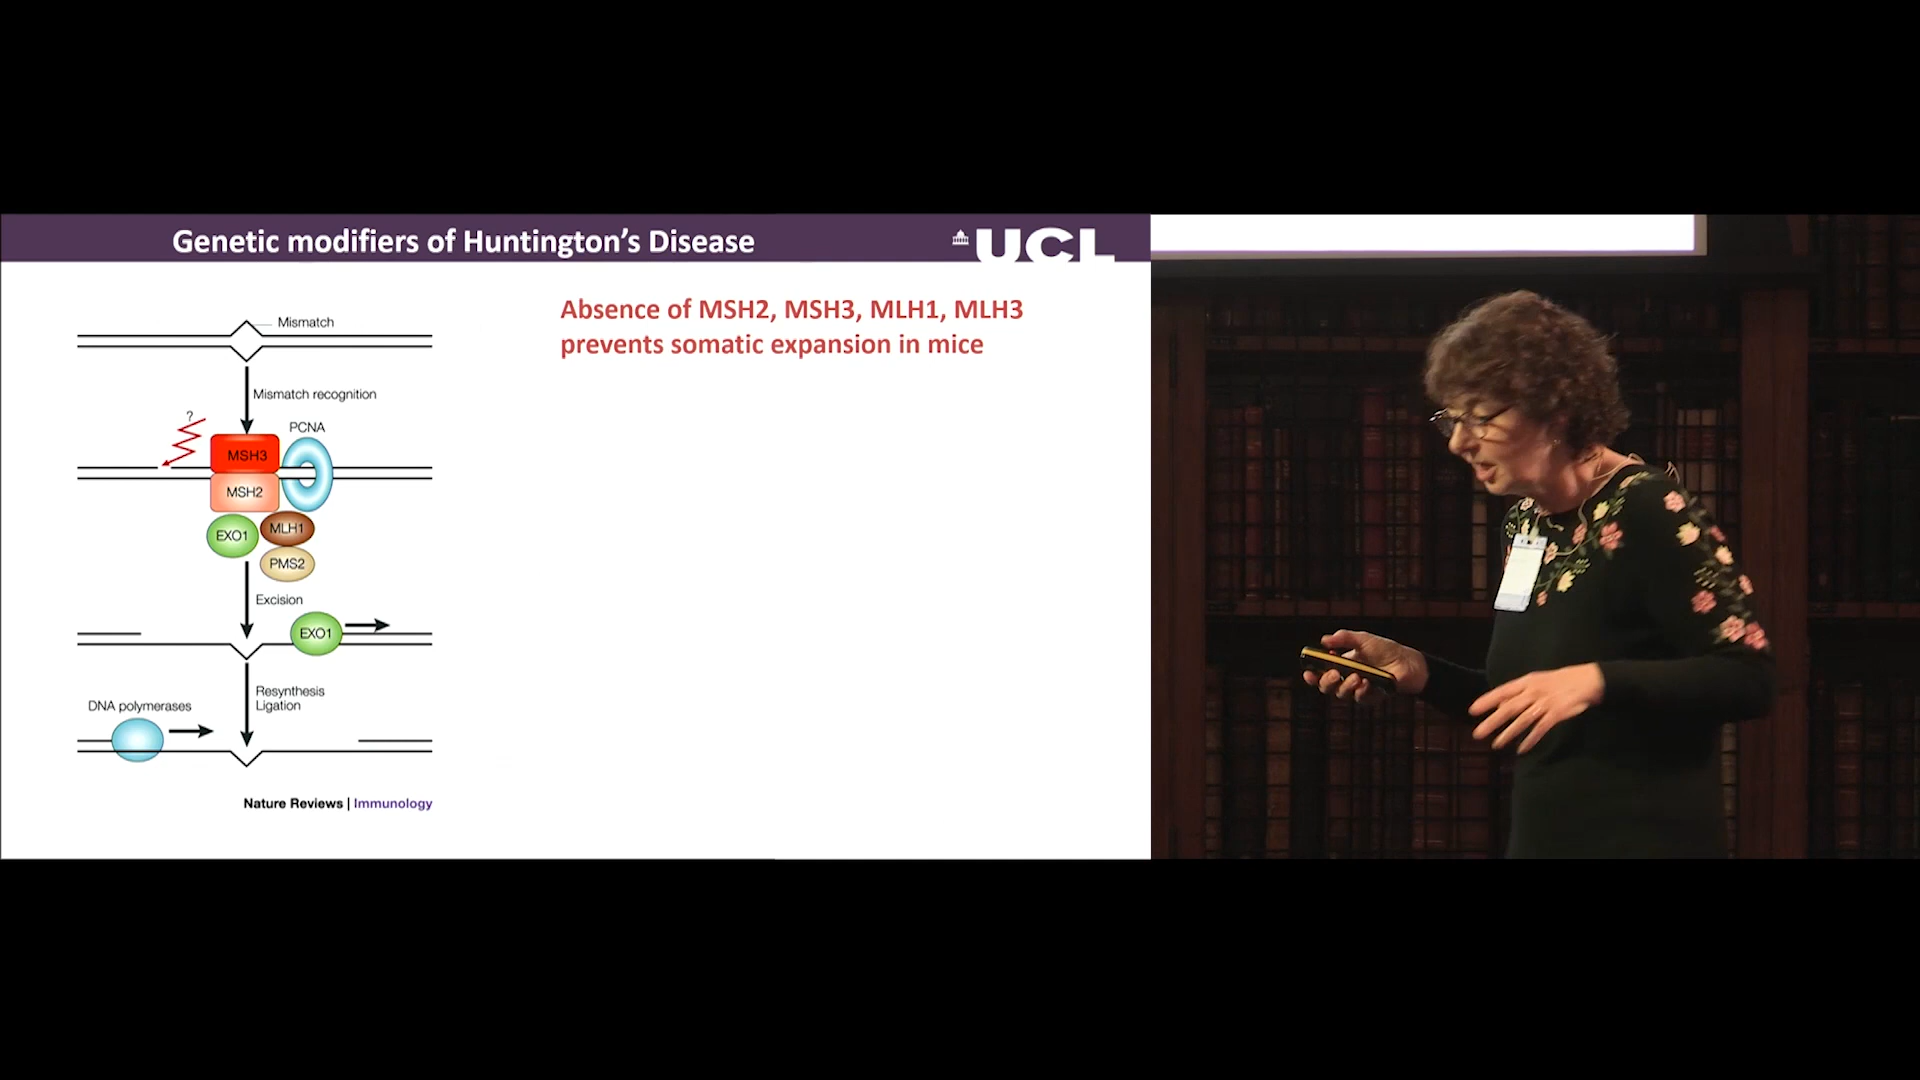 Genetic modifiers of Huntington's Disease
UCL
Absence of MSH2, MSH3, MLH1, MLH3
prevents somatic expansion in mice
Mismatch
Mismatch recognition
?
PCNA
MSH3
MSH2
EXO1
MLH1
PMS2
Excision
EXO1
Resynthesis
Ligation
DNA polymerases
Nature Reviews | Immunology